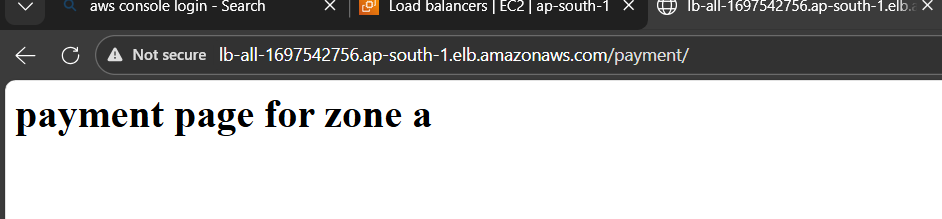 aws console login - Search
Load balancers | EC2 | ap-south-1
lb-all-1697542756.ap-south-1.elb.a
Not secure
lb-all-1697542756.ap-south-1.elb.amazonaws.com/payment/
payment page for zone a